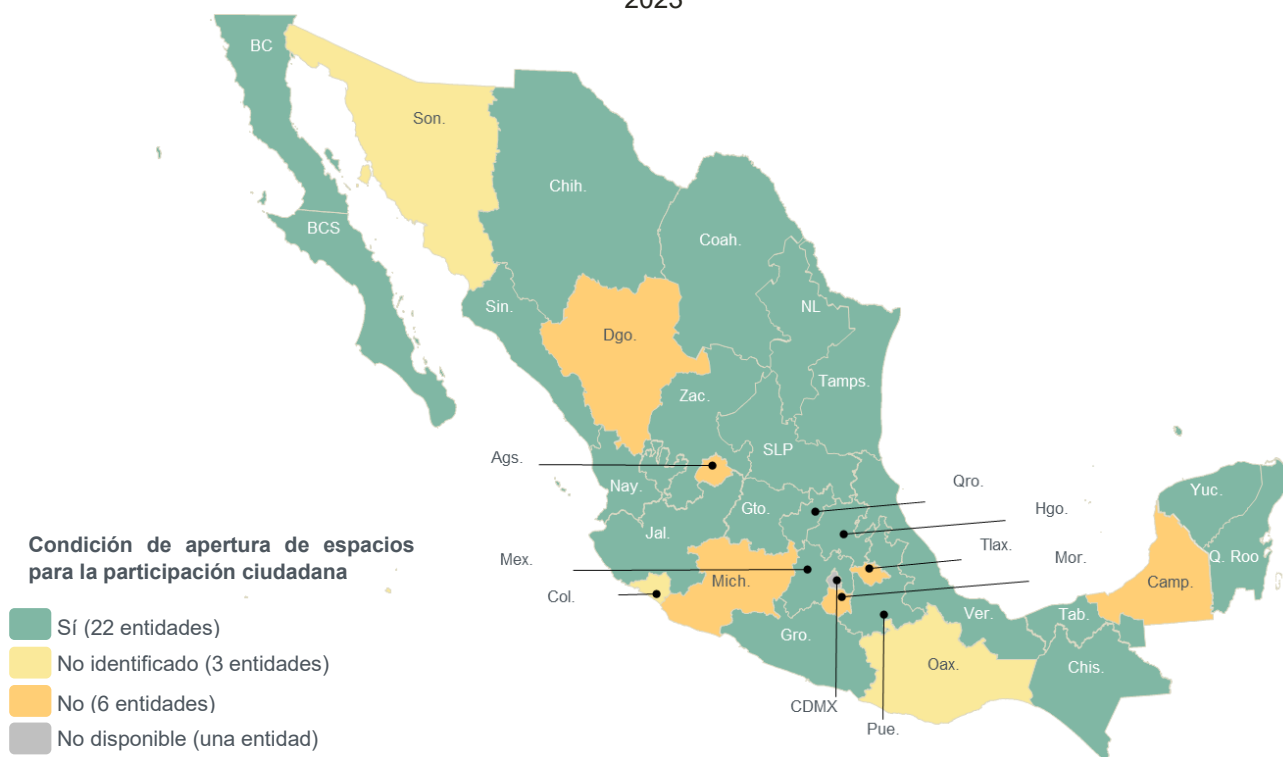 2023
BC
Son.
Chih.
BCS
Coah.
Sin.
NL
Dgo.
Tamps.
Zac.
SLP
Ags.
Nay.
Gto.
Qro.
Yuc.
Hgo.
Jal.
Condición de apertura de espacios
para la participación ciudadana
Tlax.
Mex.
Mor.
Q. Roo
Mich.
Camp.
Col.
Sí (22 entidades)
Ver.
Tab.
Gro.
No identificado (3 entidades)
Oax.
Chis.
No (6 entidades)
CDMX
Pue.
No disponible (una entidad)